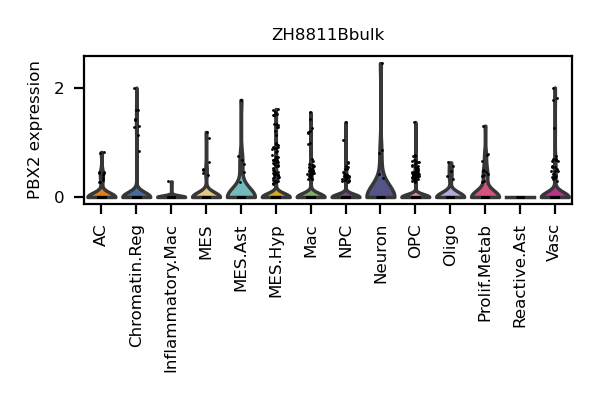 ZH8811Bbulk
PBX2 expression
2
0
AC
Chromatin.Reg
Inflammatory.Mac
MES
MES.Ast
MES.Hyp
Mac
NPC
Neuron
OPC
Oligo
Prolif.Metab
Reactive.Ast
Vasc